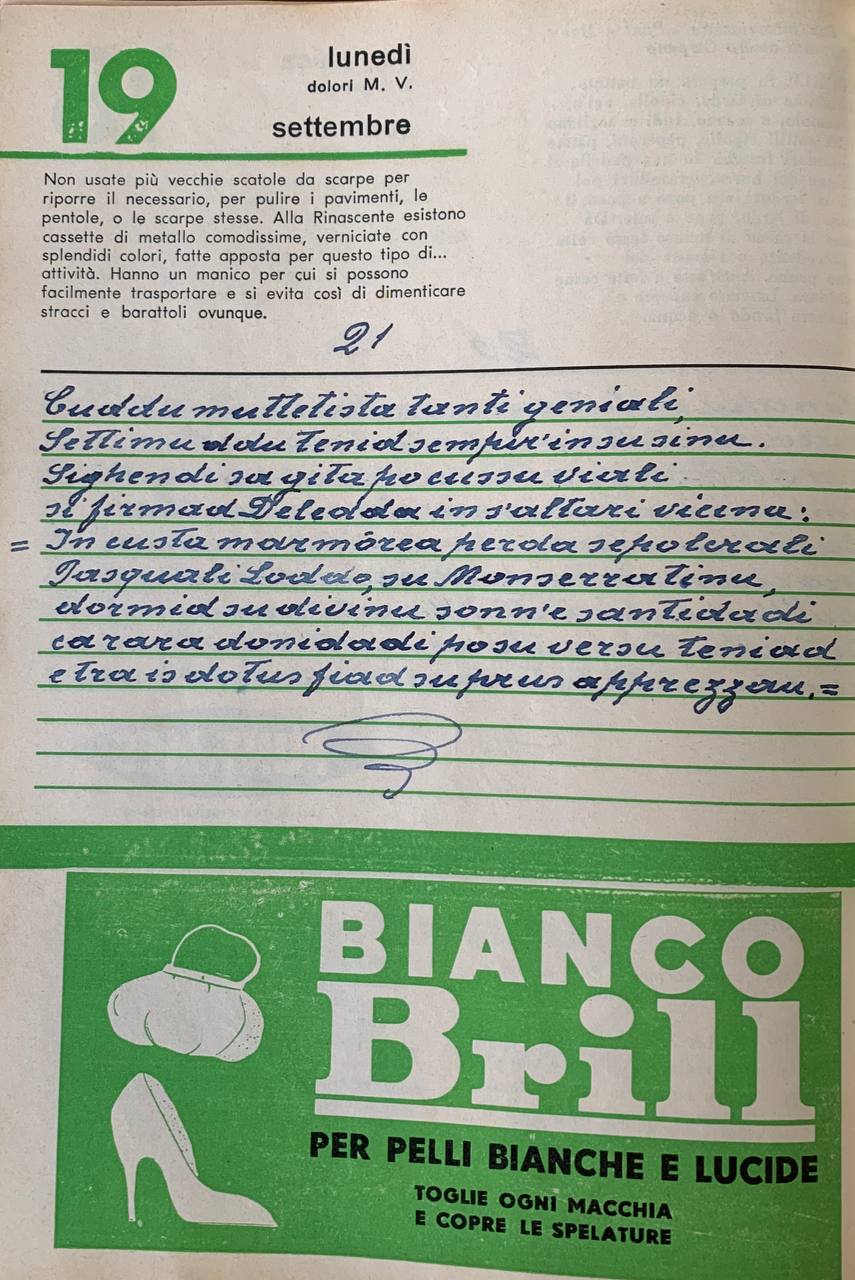 19
lunedì
dolori M. V.
settembre
Non usate più vecchie scatole da scarpe per
riporre il necessario, per pulire i pavimenti, le
pentole, o le scarpe stesse. Alla Rinascente esistono
cassette di metallo comodissime, verniciate con
splendidi colori, fatte apposta per questo tipo di...
attività. Hanno un manico per cui si possono
facilmente trasportare e si evita così di dimenticare
stracci e barattoli ovunque.
21
Cuddu muttetista tanti geniali,
Settimu ddu tenid sempir'in su sinu.
Sighendi sa gita po cussu viali
si firmad Deledda in s'altari vicinu:
= In custa marmòrea perda sepolcrali
Pasquali Loddo, su Monserratinu,
dormid su divinu sonn'e santidadi
ca rara donidadi po su versu teniad
e tra is dotus fiad su prus apprezzau. =
BIANCO
Brill
PER PELLI BIANCHE E LUCIDE
TOGLIE OGNI MACCHIA
E COPRE LE SPELATURE